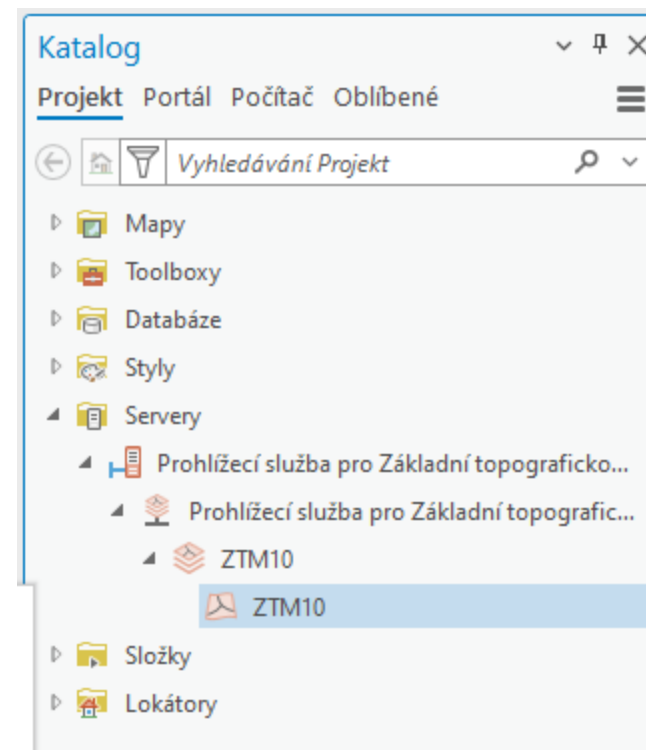 Katalog
Projekt Portál Počítač Oblíbené
Vyhledávání Projekt
Mapy
Toolboxy
Databáze
Styly
Servery
Prohlížecí služba pro Základní topograficko...
Prohlížecí služba pro Základní topografic...
ZTM10
ZTM10
Složky
Lokátory